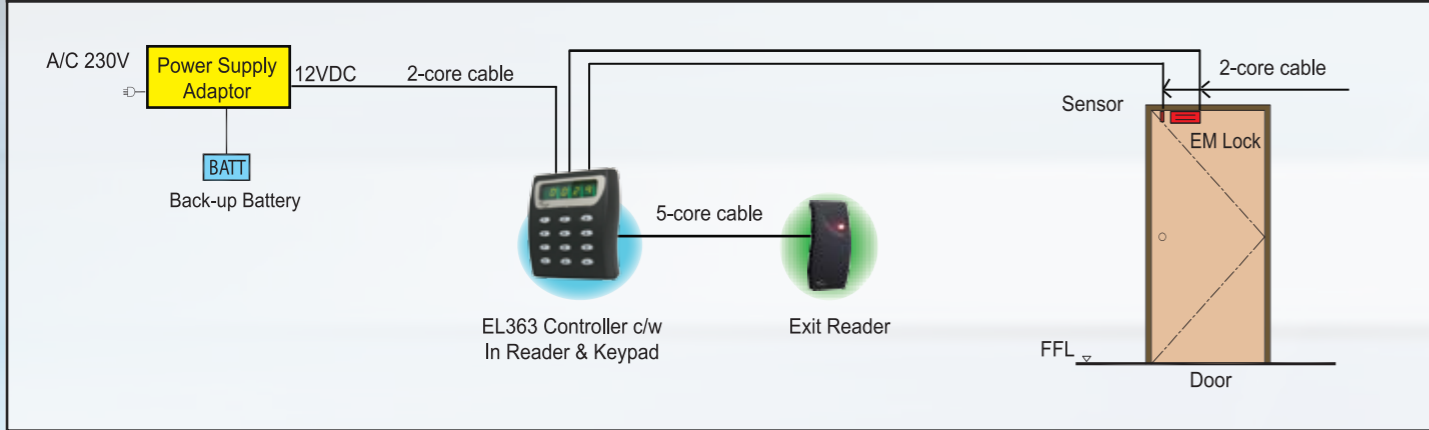 A/C 230V
Power Supply
Adaptor
12VDC
2-core cable
BATT
Back-up Battery
5-core cable
EL363 Controller c/w
In Reader & Keypad
Exit Reader
Sensor
2-core cable
EM Lock
FFL
Door